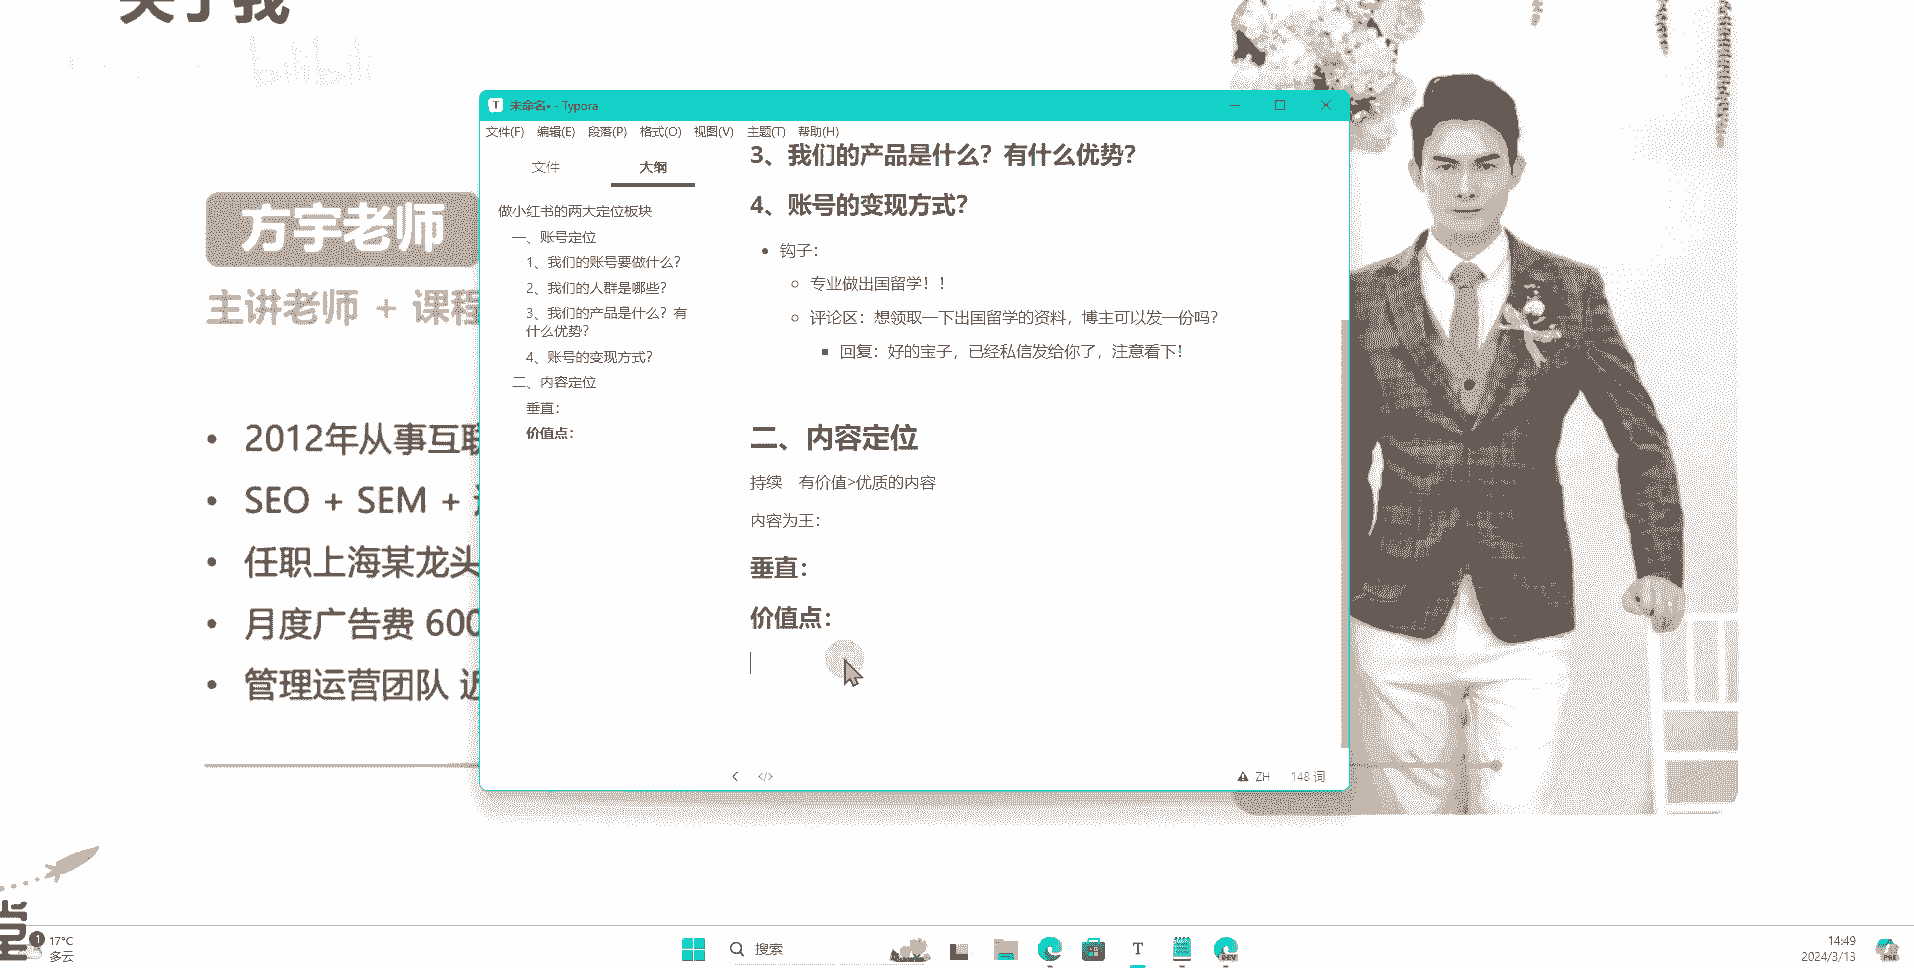 关于我
bilibili
方宇老师
主讲老师 + 课程
• 2012年从事互联
• SEO + SEM +
• 任职上海某龙头
• 月度广告费 600
• 管理运营团队 近
未命名• - Typora
文件(F) 编辑(E) 段落(P) 格式(O) 视图(V) 主题(T) 帮助(H)
文件 大纲
做小红书的两大定位板块
一、账号定位
1、我们的账号要做什么?
2、我们的人群是哪些?
3、我们的产品是什么? 有
什么优势?
4、账号的变现方式?
二、内容定位
垂直:
价值点:
3、我们的产品是什么? 有什么优势?
4、账号的变现方式?
• 钩子:
专业做出国留学! !
评论区: 想领取一下出国留学的资料, 博主可以发一份吗?
回复: 好的宝子, 已经私信发给你了, 注意看下!
二、内容定位
持续 有价值>优质的内容
内容为王:
垂直:
价值点:
ZH 148 词
1
17°C
多云
搜索
T
DEV
14:49
2024/3/13
PRE